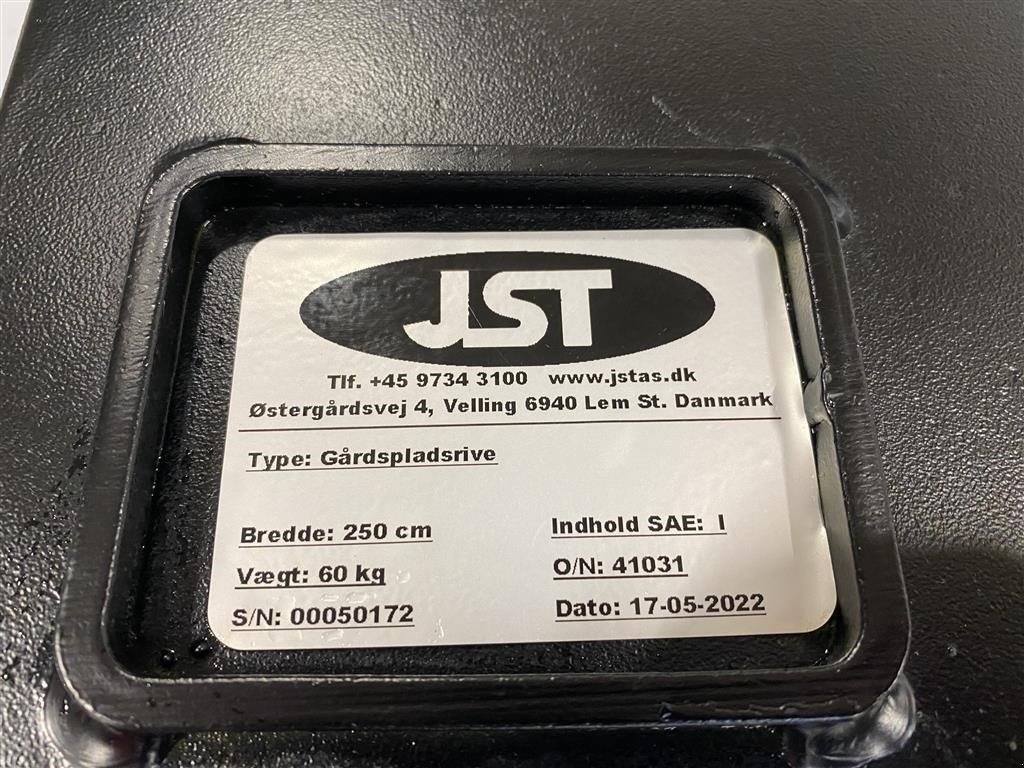 JST
Tlf. +45 9734 3100 www.jstas.dk
Østergårdsvej 4, Velling 6940 Lem St. Danmark
Type: Gårdspladsrive
Bredde: 250 cm
Indhold SAE: l
Vægt: 60 kg
O/N: 41031
S/N: 00050172
Dato: 17-05-2022